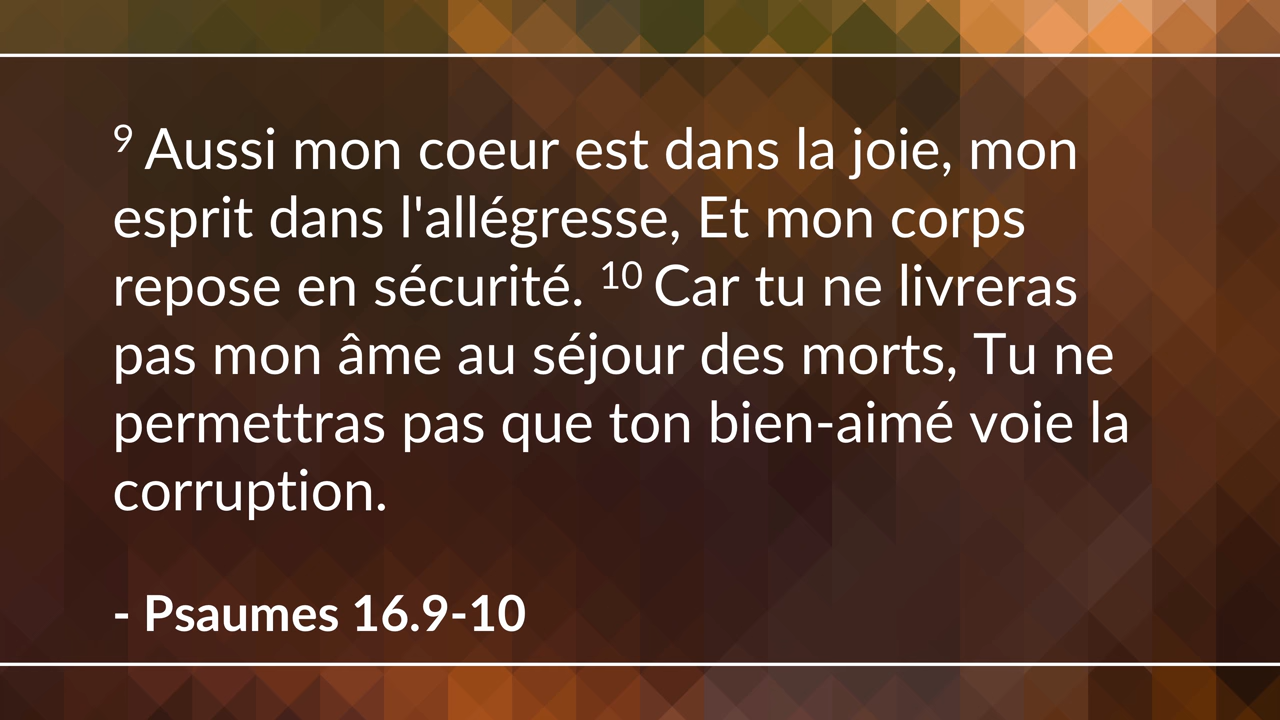 9 Aussi mon coeur est dans la joie, mon
esprit dans l'allégresse, Et mon corps
repose en sécurité. 10 Car tu ne livreras
pas mon âme au séjour des morts, Tu ne
permettras pas que ton bien-aimé voie la
corruption.
- Psaumes 16.9-10